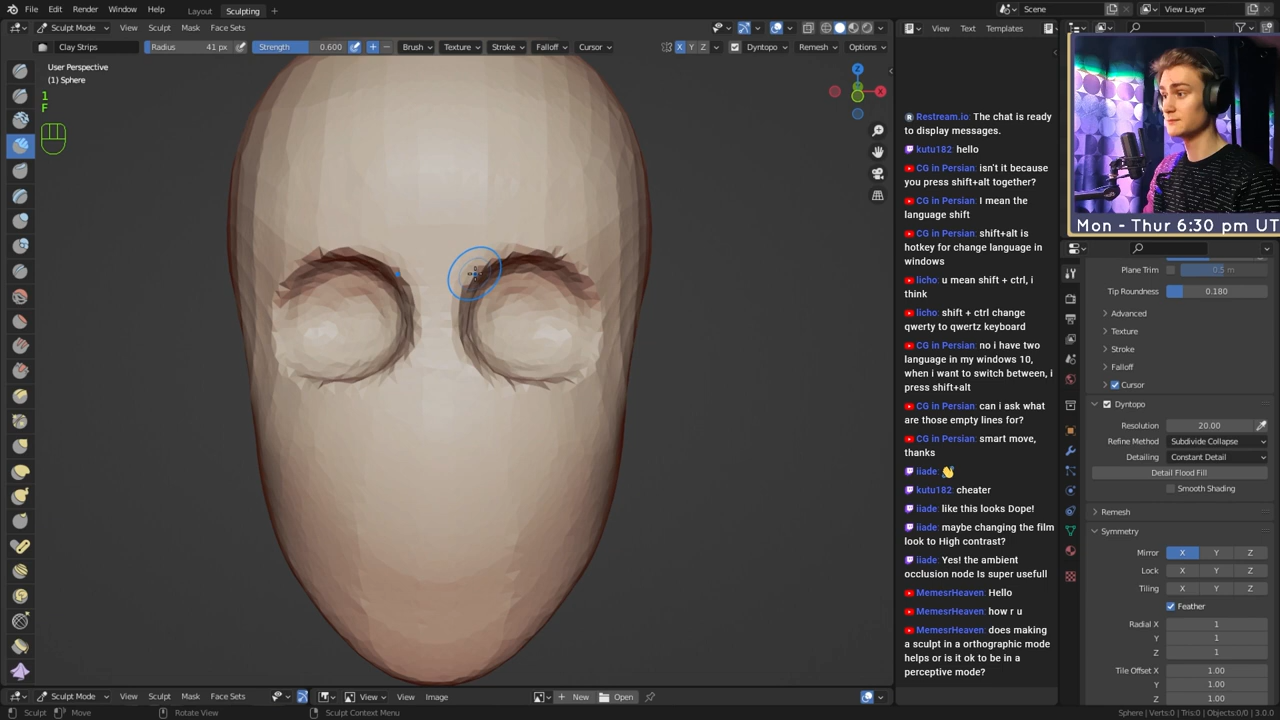 File Edit Render Window Help Layout Sculpting Scene View Layer
Sculpt Mode View Sculpt Mask Face Sets View Text Templates
Clay Strips Radius 41 px Strength 0.600 Brush Texture Stroke Falloff Cursor X Y Z Dyntopo Remesh Options
User Perspective
(1) Sphere
1
F
Z
X
Restream.io: The chat is ready
to display messages.
kutu182: hello
CG in Persian: isn't it because
you press shift+alt together?
CG in Persian: I mean the
language shift
CG in Persian: shift+alt is
hotkey for change language in
windows
licho: u mean shift + ctrl, i
think
licho: shift + ctrl change
qwerty to qwertz keyboard
CG in Persian: no i have two
language in my windows 10,
when i want to switch between, i
press shift+alt
CG in Persian: can i ask what
are those empty lines for?
CG in Persian: smart move,
thanks
iiade: 👋
kutu182: cheater
iiade: like this looks Dope!
iiade: maybe changing the film
look to High contrast?
iiade: Yes! the ambient
occlusion node Is super usefull
MemesrHeaven: Hello
MemesrHeaven: how r u
MemesrHeaven: does making
a sculpt in a orthographic mode
helps or is it ok to be in a
perceptive mode?
Mon - Thur 6:30 pm UT
Plane Trim 0.5 m
Tip Roundness 0.180
Advanced
Texture
Stroke
Falloff
Cursor
Dyntopo
Resolution 20.00
Refine Method Subdivide Collapse
Detailing Constant Detail
Detail Flood Fill
Smooth Shading
Remesh
Symmetry
Mirror X Y Z
Lock X Y Z
Tiling X Y Z
Feather
Radial X 1
Y 1
Z 1
Tile Offset X 1.00
Y 1.00
Z 1.00
Sculpt Mode View Sculpt Mask Face Sets View View Image New Open
Sculpt Move Rotate View Sculpt Context Menu Sphere | Verts:0 | Tris:0 | Objects:0/0 | 3.0.0